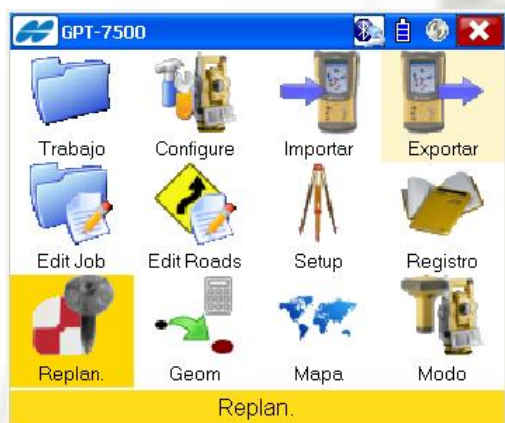 GPT-7500
Trabajo Configure Importar Exportar
Edit Job Edit Roads Setup Registro
Replan. Geom Mapa Modo
Replan.